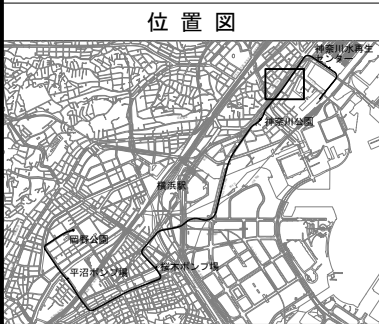 位置図
神奈川水再生
センター
神奈川公園
横浜駅
岡野公園
平沼ポンプ場
桜木ポンプ場